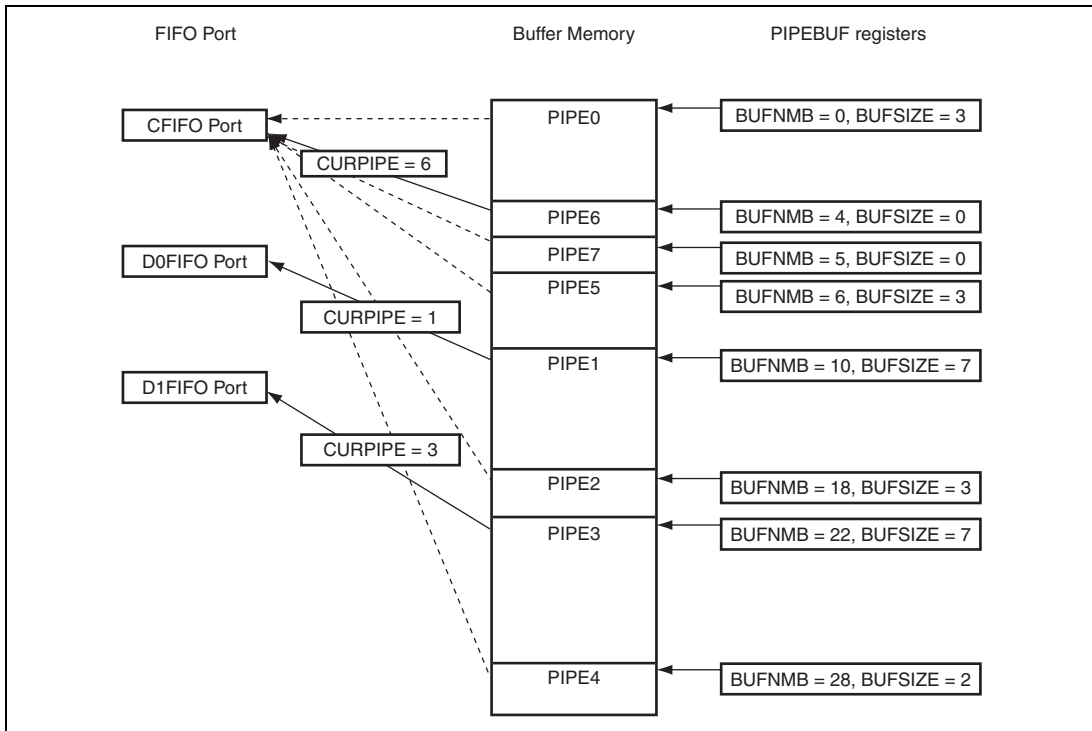 FIFO Port
Buffer Memory
PIPEBUF registers
CFIFO Port
CURPIPE = 6
D0FIFO Port
CURPIPE = 1
D1FIFO Port
CURPIPE = 3
PIPE0
PIPE6
PIPE7
PIPE5
PIPE1
PIPE2
PIPE3
PIPE4
BUFNMB = 0, BUFSIZE = 3
BUFNMB = 4, BUFSIZE = 0
BUFNMB = 5, BUFSIZE = 0
BUFNMB = 6, BUFSIZE = 3
BUFNMB = 10, BUFSIZE = 7
BUFNMB = 18, BUFSIZE = 3
BUFNMB = 22, BUFSIZE = 7
BUFNMB = 28, BUFSIZE = 2